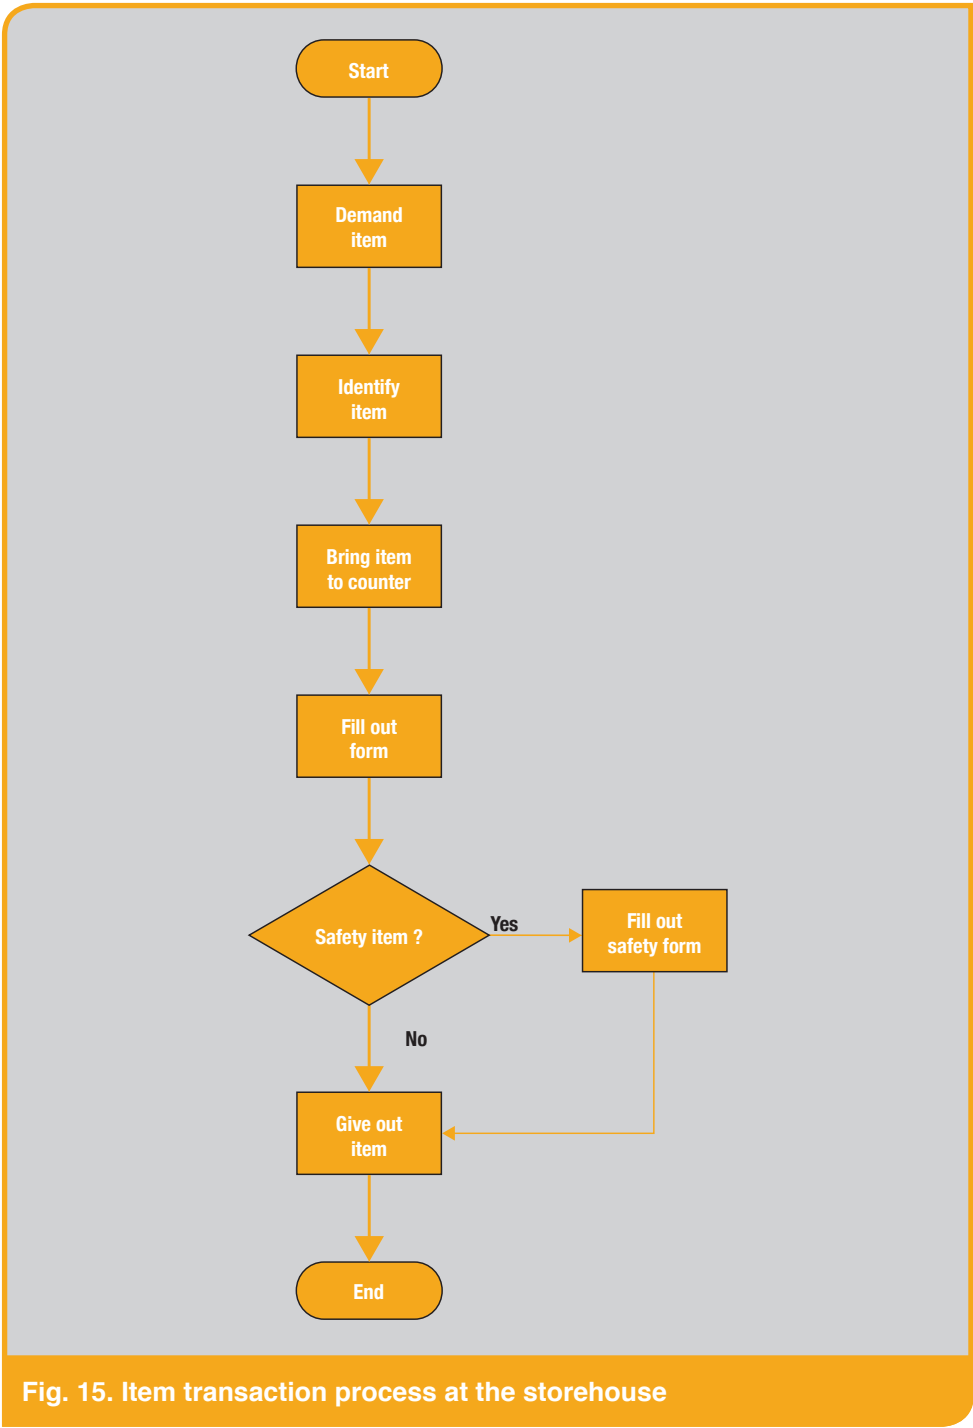 Start
Demand
item
Identify
item
Bring item
to counter
Fill out
form
Safety item ?
Yes
Fill out
safety form
No
Give out
item
End
Fig. 15. Item transaction process at the storehouse